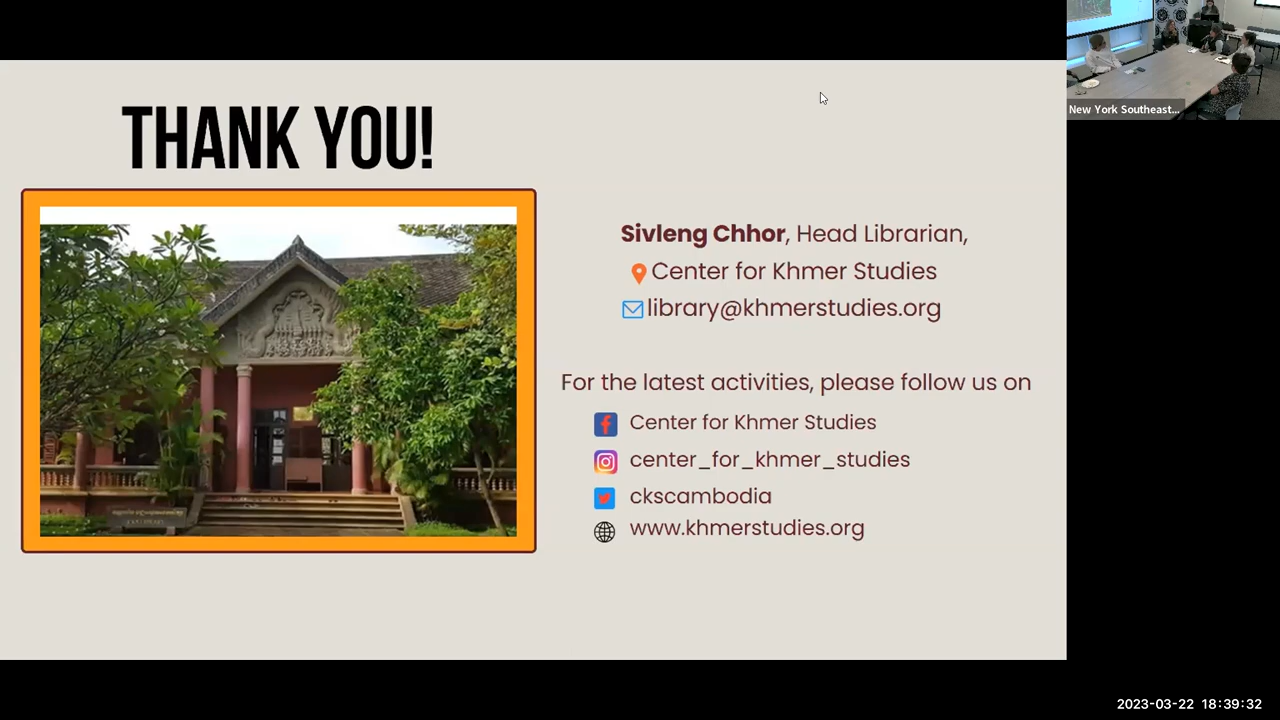 THANK YOU!
Sivleng Chhor, Head Librarian,
Center for Khmer Studies
library@khmerstudies.org
For the latest activities, please follow us on
Center for Khmer Studies
center_for_khmer_studies
ckscambodia
www.khmerstudies.org
New York Southeast...
2023-03-22 18:39:32